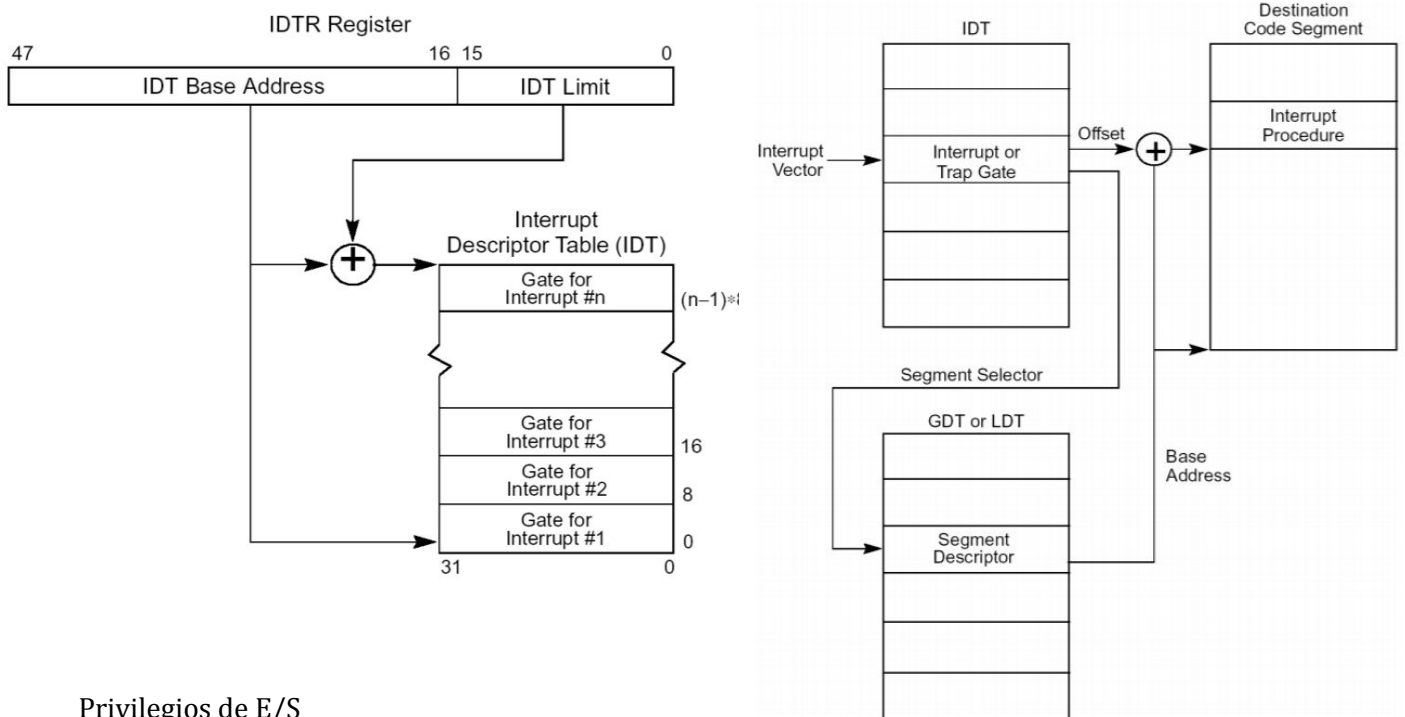 IDTR Register
47
16 15
0
IDT Base Address
IDT Limit
Interrupt
Descriptor Table (IDT)
Gate for
Interrupt #n
(n−1)∗
Gate for
Interrupt #3
16
Gate for
Interrupt #2
8
Gate for
Interrupt #1
0
31
0
IDT
Destination
Code Segment
Interrupt
Vector
Interrupt or
Trap Gate
Offset
Interrupt
Procedure
Segment Selector
GDT or LDT
Base
Address
Segment
Descriptor
Privilegios de E/S